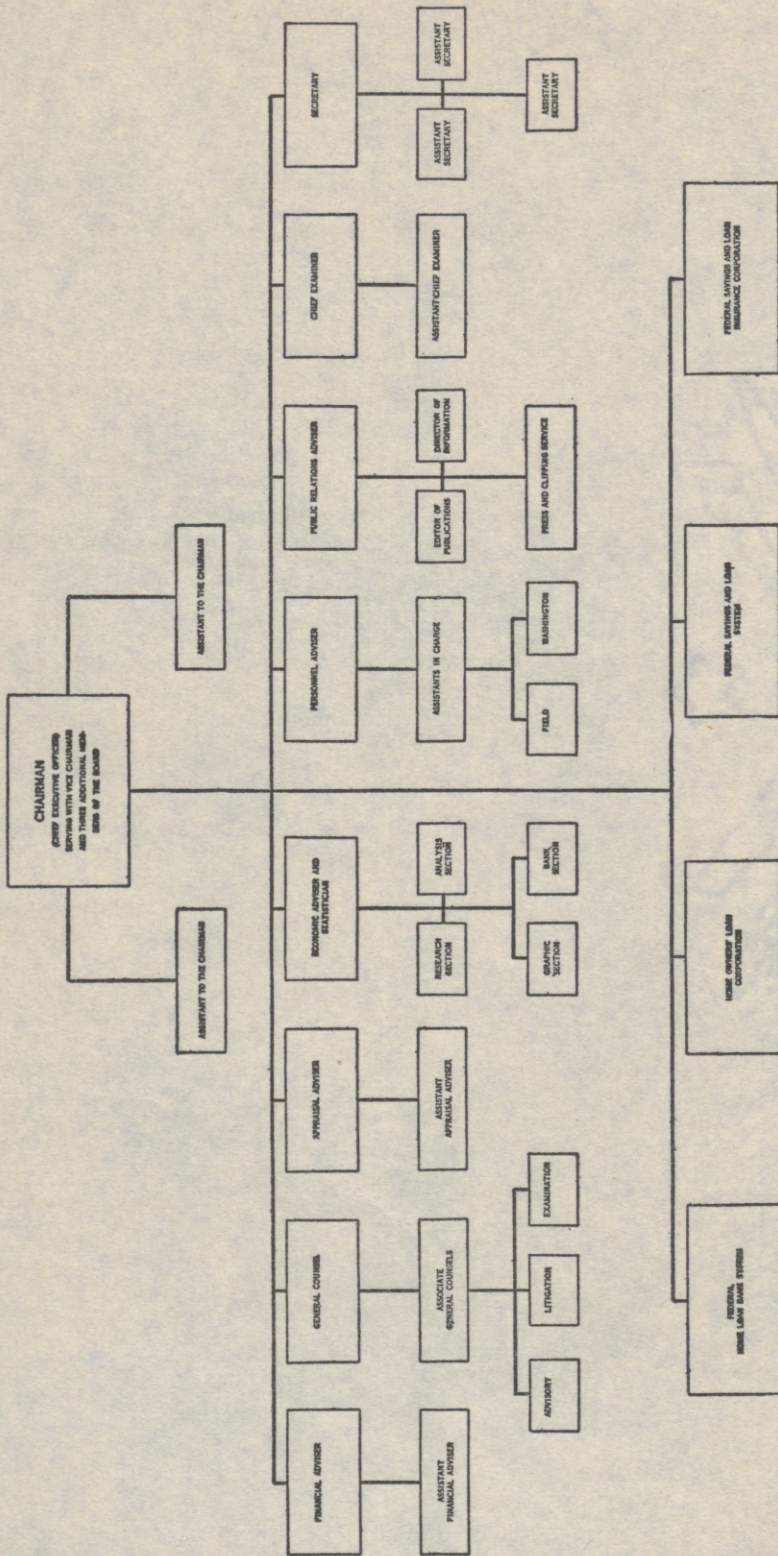 CHAIRMAN
(CHIEF EXECUTIVE OFFICER)
SERVING WITH VICE CHAIRMAN
AND THREE ADDITIONAL MEM-
BERS OF THE BOARD
ASSISTANT TO THE CHAIRMAN
ASSISTANT TO THE CHAIRMAN
FINANCIAL ADVISER
GENERAL COUNSEL
APPRAISAL ADVISER
ECONOMIC ADVISER AND
STATISTICIAN
PERSONNEL ADVISER
PUBLIC RELATIONS ADVISER
CHIEF EXAMINER
SECRETARY
ASSISTANT
FINANCIAL ADVISER
ASSOCIATE
GENERAL COUNSELS
ASSISTANT
APPRAISAL ADVISER
RESEARCH
SECTION
ANALYSIS
SECTION
ASSISTANTS IN CHARGE
EDITOR OF
PUBLICATIONS
DIRECTOR OF
INFORMATION
ASSISTANT CHIEF EXAMINER
ASSISTANT
SECRETARY
ASSISTANT
SECRETARY
ADVISORY
LITIGATION
EXAMINATION
GRAPHIC
SECTION
BANK
SECTION
FIELD
WASHINGTON
PRESS AND CLIPPING SERVICE
ASSISTANT
SECRETARY
FEDERAL
HOME LOAN BANK SYSTEM
HOME OWNERS' LOAN
CORPORATION
FEDERAL SAVINGS AND LOAN
SYSTEM
FEDERAL SAVINGS AND LOAN
INSURANCE CORPORATION